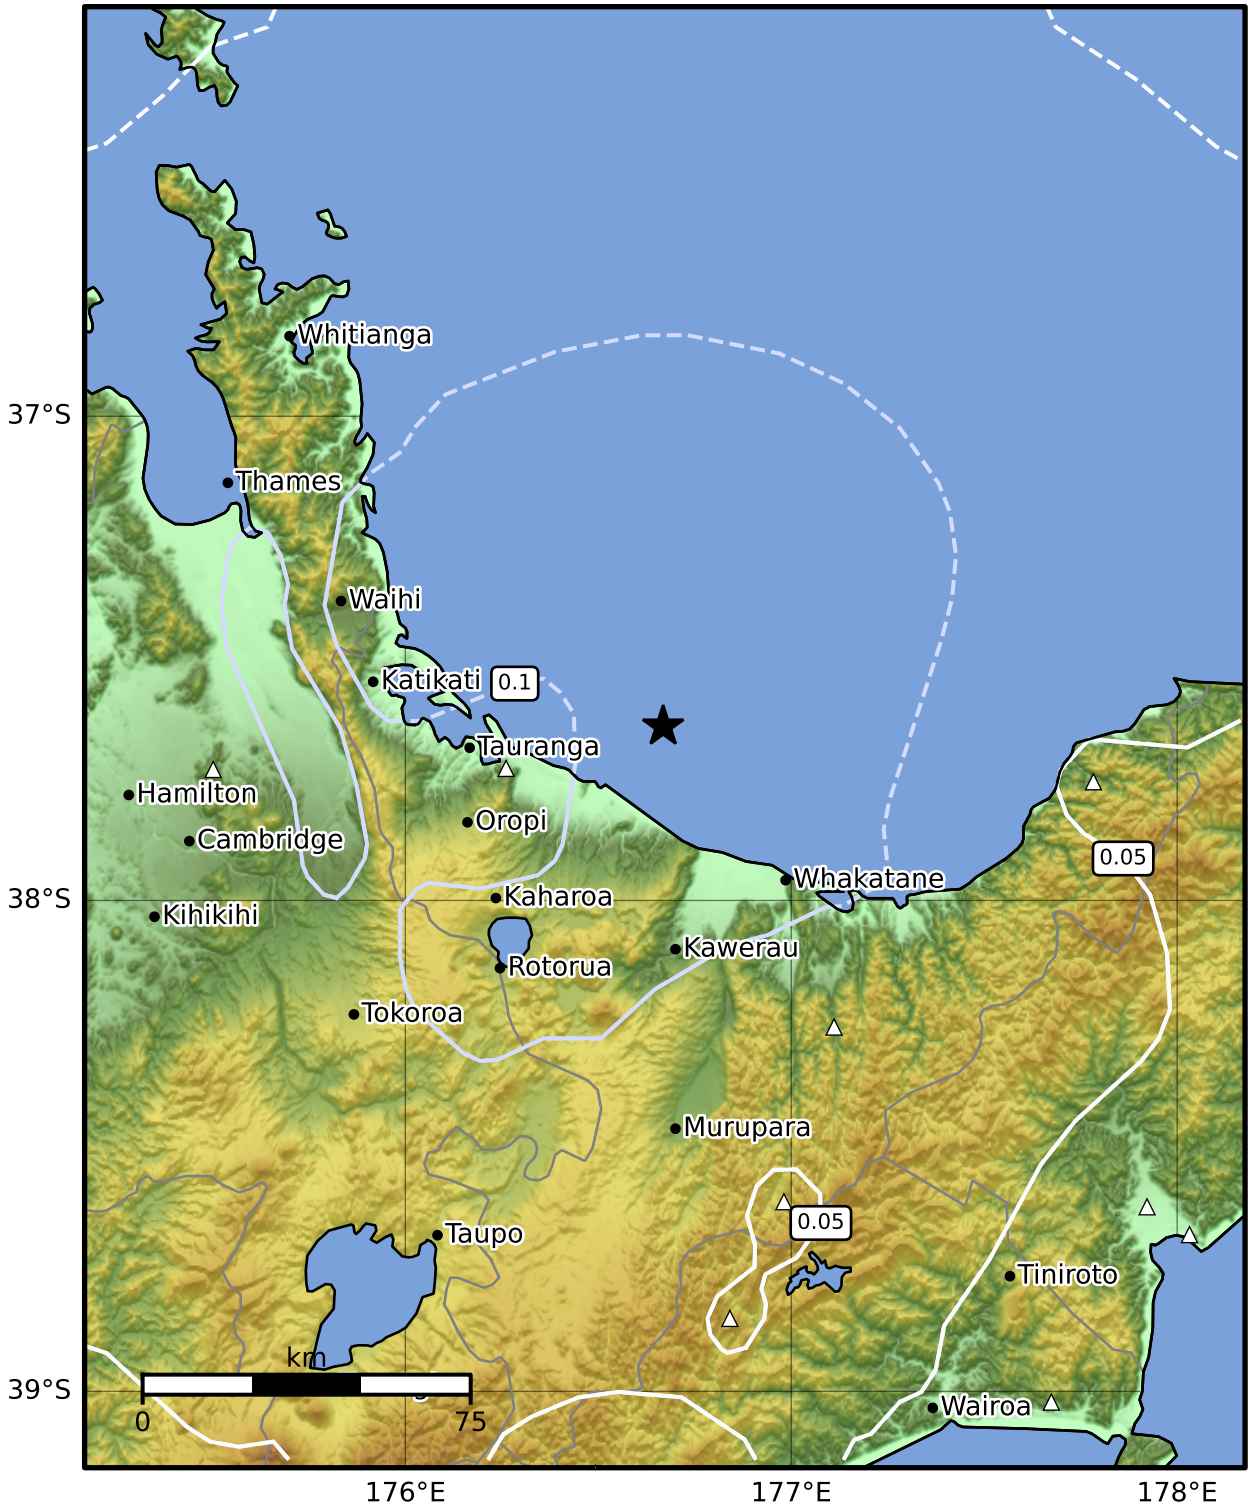 Whitianga
37°S
Thames
Waihi
Katikati
0.1
Tauranga
Hamilton
Oropi
Cambridge
0.05
Whakatane
38°S
Kaharoa
Kihikihi
Kawerau
Rotorua
Tokoroa
Murupara
0.05
Taupo
Tiniroto
km
39°S
Wairoa
0
75
176°E
177°E
178°E